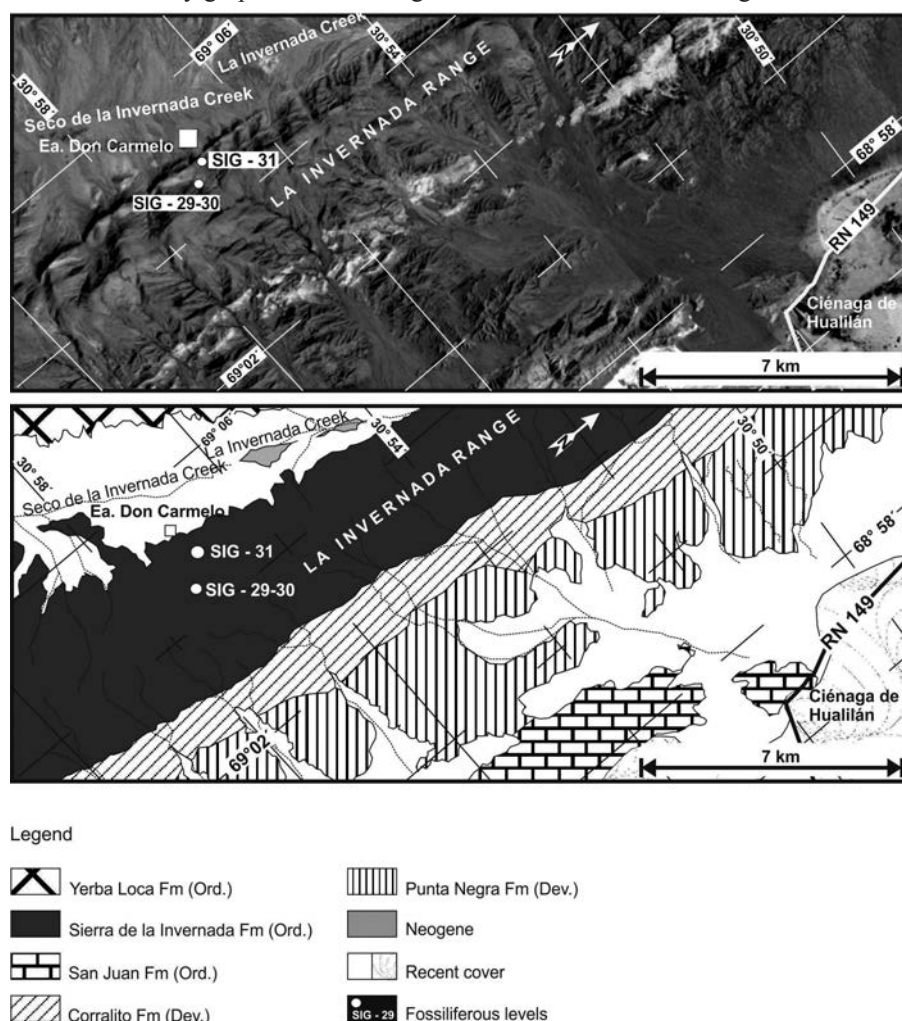 69° 06´
La Invernada Creek
30° 54´
30° 50´
30° 58´
Seco de la Invernada Creek
LA INVERNADA RANGE
N
Ea. Don Carmelo
SIG - 31
SIG - 29-30
68° 58´
RN 149
Ciénaga de
Hualilán
69°02´
7 km
69° 06´
La Invernada Creek
30° 54´
30° 50´
30° 58´
Seco de la Invernada Creek
LA INVERNADA RANGE
N
Ea. Don Carmelo
SIG - 31
SIG - 29-30
68° 58´
RN 149
Ciénaga de
Hualilán
69°02´
7 km
Legend
Yerba Loca Fm (Ord.)
Punta Negra Fm (Dev.)
Sierra de la Invernada Fm (Ord.)
Neogene
San Juan Fm (Ord.)
Recent cover
Corralito Fm (Dev.)
SIG - 29
Fossiliferous levels